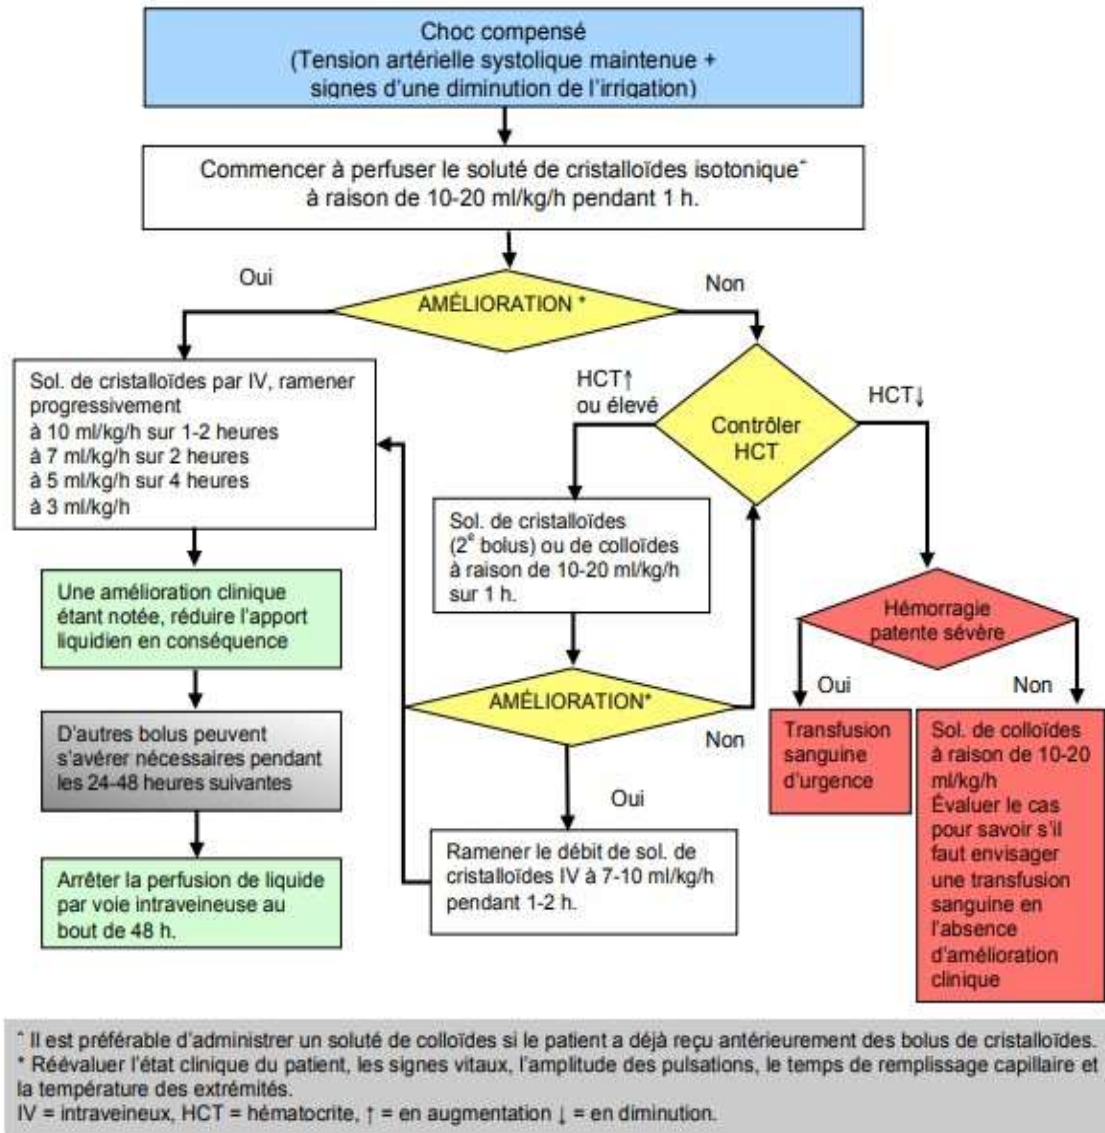 Choc compensé
(Tension artérielle systolique maintenue +
signes d'une diminution de l'irrigation)
Commencer à perfuser le soluté de cristalloïdes isotonique^
à raison de 10-20 ml/kg/h pendant 1 h.
Oui
AMÉLIORATION *
Non
Sol. de cristalloïdes par IV, ramener
progressivement
à 10 ml/kg/h sur 1-2 heures
à 7 ml/kg/h sur 2 heures
à 5 ml/kg/h sur 4 heures
à 3 ml/kg/h
HCT↑
ou élevé
Contrôler
HCT
HCT↓
Sol. de cristalloïdes
(2e bolus) ou de colloïdes
à raison de 10-20 ml/kg/h
sur 1 h.
Une amélioration clinique
étant notée, réduire l'apport
liquidien en conséquence
Hémorragie
patente sévère
AMÉLIORATION*
Non
Oui
Non
D'autres bolus peuvent
s'avérer nécessaires pendant
les 24-48 heures suivantes
Transfusion
sanguine
d'urgence
Sol. de colloïdes
à raison de 10-20
ml/kg/h
Évaluer le cas
pour savoir s'il
faut envisager
une transfusion
sanguine en
l'absence
d'amélioration
clinique
Oui
Ramener le débit de sol. de
cristalloïdes IV à 7-10 ml/kg/h
pendant 1-2 h.
Arrêter la perfusion de liquide
par voie intraveineuse au
bout de 48 h.
^ Il est préférable d'administrer un soluté de colloïdes si le patient a déjà reçu antérieurement des bolus de cristalloïdes.
* Réévaluer l'état clinique du patient, les signes vitaux, l'amplitude des pulsations, le temps de remplissage capillaire et
la température des extrémités.
IV = intraveineux, HCT = hématocrite, ↑ = en augmentation ↓ = en diminution.